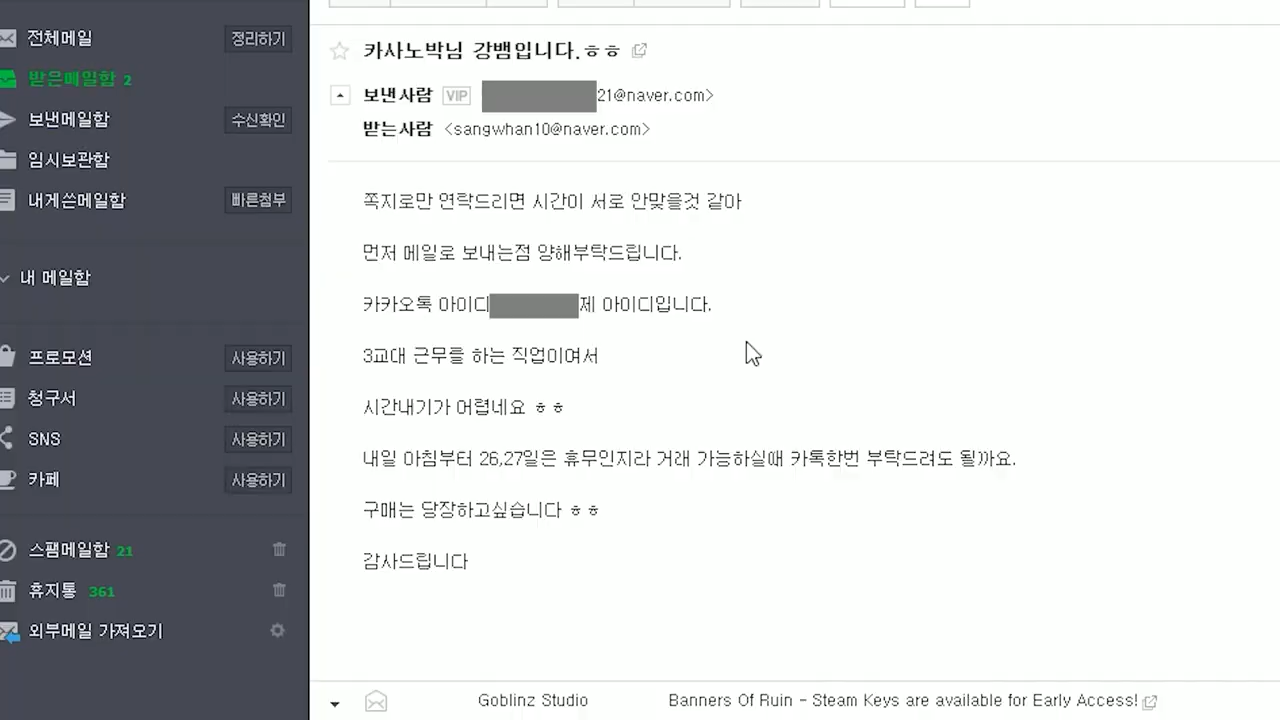 전체메일 정리하기
받은메일함 2
보낸메일함 수신확인
임시보관함
내게쓴메일함 빠른첨부
내 메일함
프로모션 사용하기
청구서 사용하기
SNS 사용하기
카페 사용하기
스팸메일함 21
휴지통 361
외부메일 가져오기
카사노박님 강뱀입니다.ㅎㅎ
보낸사람 VIP 21@naver.com>
받는사람 <sangwhan10@naver.com>
쪽지로만 연락드리면 시간이 서로 안맞을것 같아
먼저 메일로 보내는점 양해부탁드립니다.
카카오톡 아이디 제 아이디입니다.
3교대 근무를 하는 직업이여서
시간내기가 어렵네요 ㅎㅎ
내일 아침부터 26,27일은 휴무인지라 거래 가능하실때 카톡한번 부탁드려도 될까요.
구매는 당장하고싶습니다 ㅎㅎ
감사드립니다
Goblinz Studio Banners Of Ruin - Steam Keys are available for Early Access!